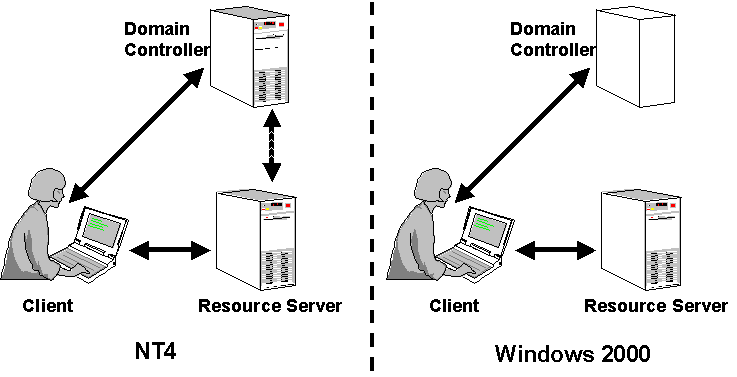 Domain
Controller
Client
Resource Server
NT4
Domain
Controller
Client
Resource Server
Windows 2000